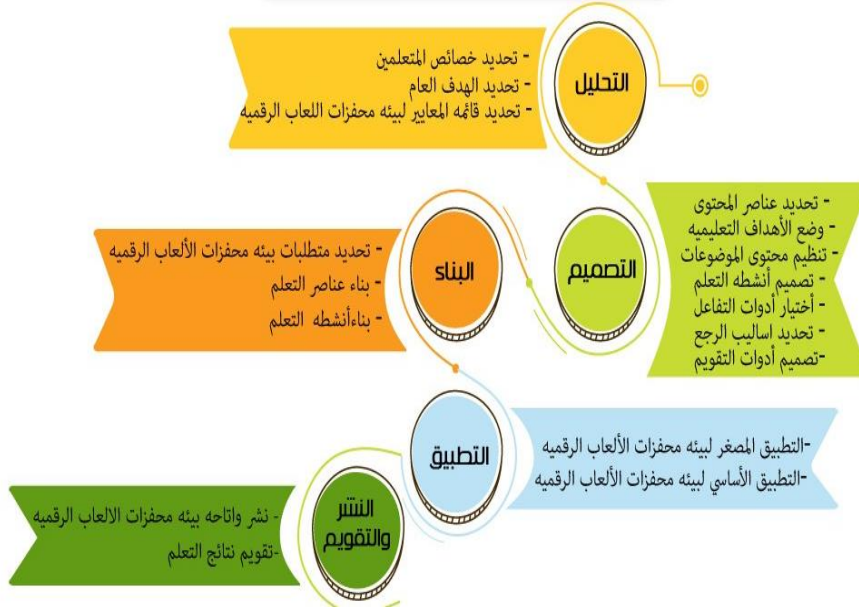 التحليل
- تحديد خصائص المتعلمين
- تحديد الهدف العام
- تحديد قائمه المعايير لبيئه محفزات اللعاب الرقميه
التصميم
- تحديد عناصر المحتوى
- وضع الأهداف التعليميه
- تنظيم محتوى الموضوعات
- تصميم أنشطه التعلم
- أختيار أدوات التفاعل
- تحديد اساليب الرجع
-تصميم أدوات التقويم
البناء
- تحديد متطلبات بيئه محفزات الألعاب الرقميه
- بناء عناصر التعلم
- بناءأنشطه التعلم
التطبيق
-التطبيق المصغر لبيئه محفزات الألعاب الرقميه
-التطبيق الأساسي لبيئه محفزات الألعاب الرقميه
النشر
والتقويم
- نشر واتاحه بيئه محفزات الالعاب الرقميه
-تقويم نتائج التعلم